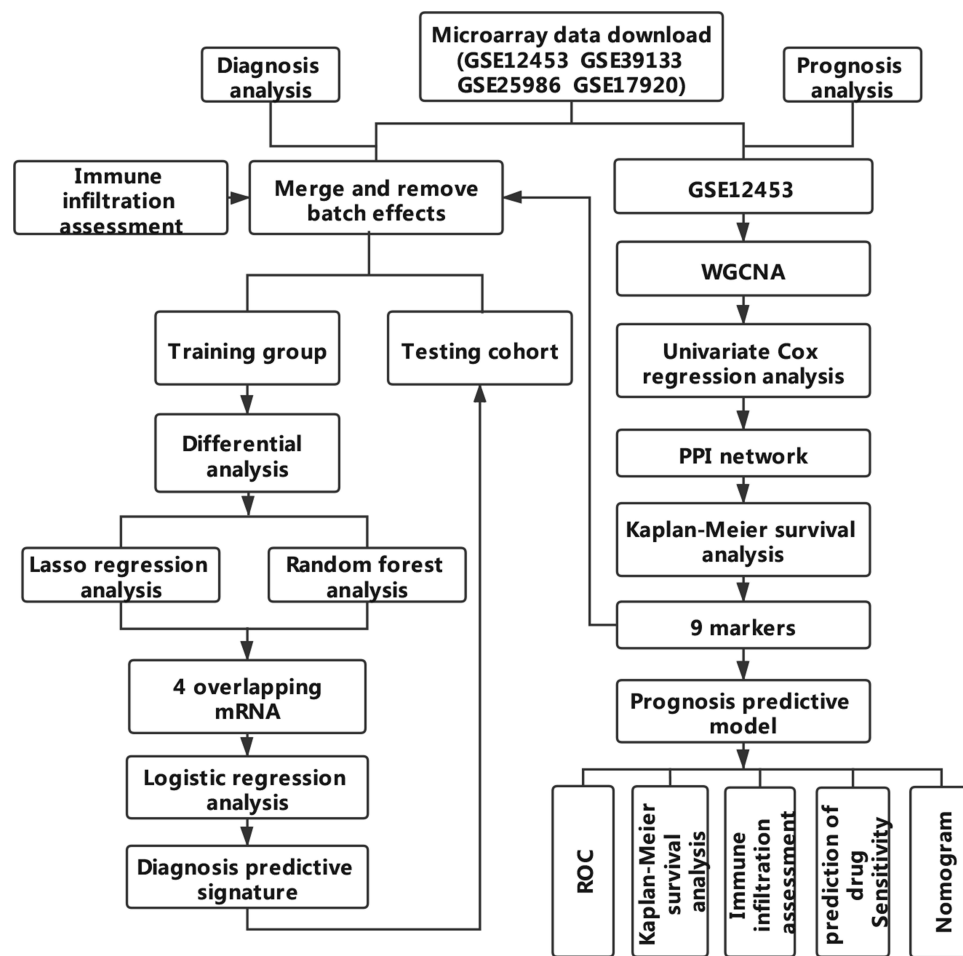 Microarray data download
(GSE12453 GSE39133
GSE25986 GSE17920)
Diagnosis
analysis
Prognosis
analysis
Immune
infiltration
assessment
Merge and remove
batch effects
GSE12453
WGCNA
Training group
Testing cohort
Univariate Cox
regression analysis
Differential
analysis
PPI network
Kaplan-Meier survival
analysis
Lasso regression
analysis
Random forest
analysis
9 markers
4 overlapping
mRNA
Prognosis predictive
model
Logistic regression
analysis
Diagnosis predictive
signature
ROC
Kaplan-Meier
survival
analysis
Immune
infiltration
assessment
prediction of
drug
Sensitivity
Nomogram